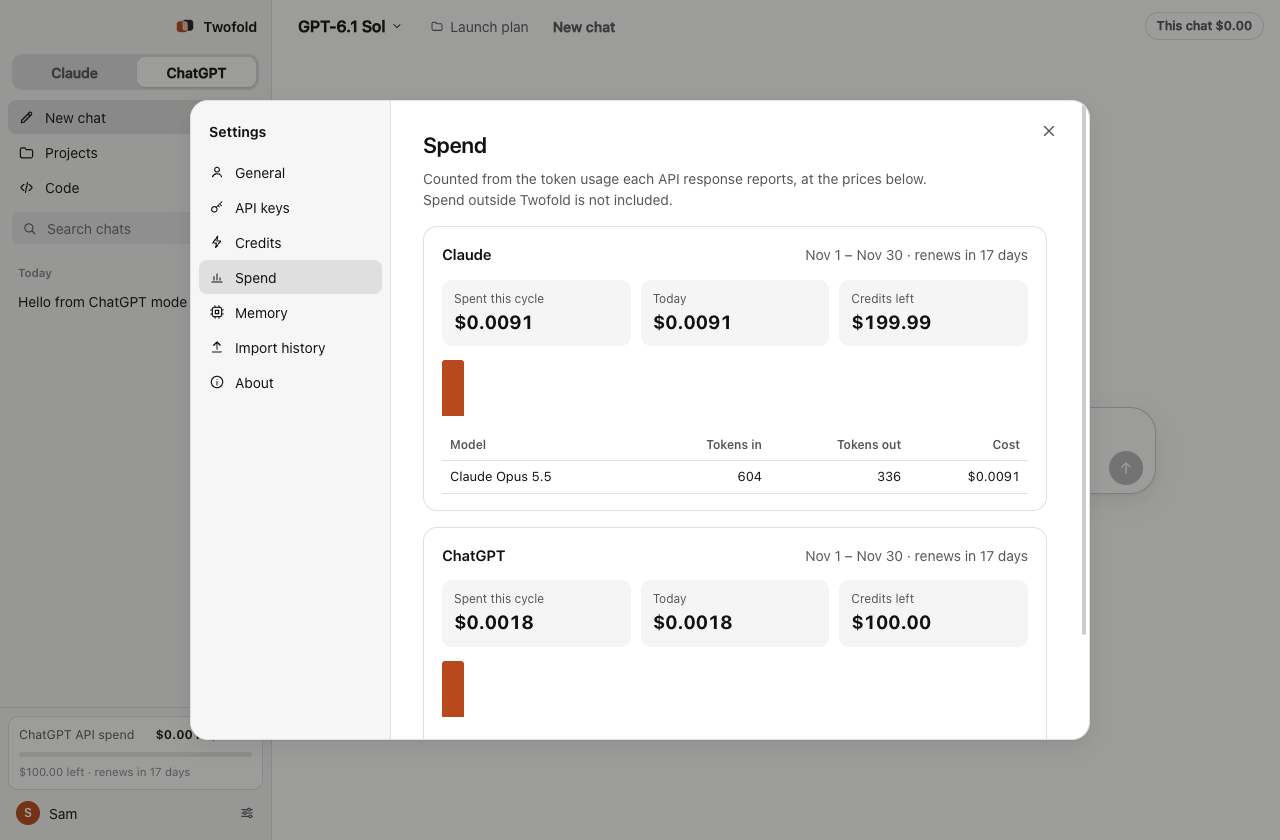 Twofold
GPT-6.1 Sol
Launch plan
New chat
This chat $0.00
Claude
ChatGPT
New chat
Projects
Code
Search chats
Today
Hello from ChatGPT mode
ChatGPT API spend
$100.00 left · renews in 17 days
S
Sam
Settings
General
API keys
Credits
Spend
Memory
Import history
About
Spend
Counted from the token usage each API response reports, at the prices below.
Spend outside Twofold is not included.
Claude
Nov 1 – Nov 30 · renews in 17 days
Spent this cycle
$0.0091
Today
$0.0091
Credits left
$199.99
Model Tokens in Tokens out Cost
Claude Opus 5.5 604 336 $0.0091
ChatGPT
Nov 1 – Nov 30 · renews in 17 days
Spent this cycle
$0.0018
Today
$0.0018
Credits left
$100.00